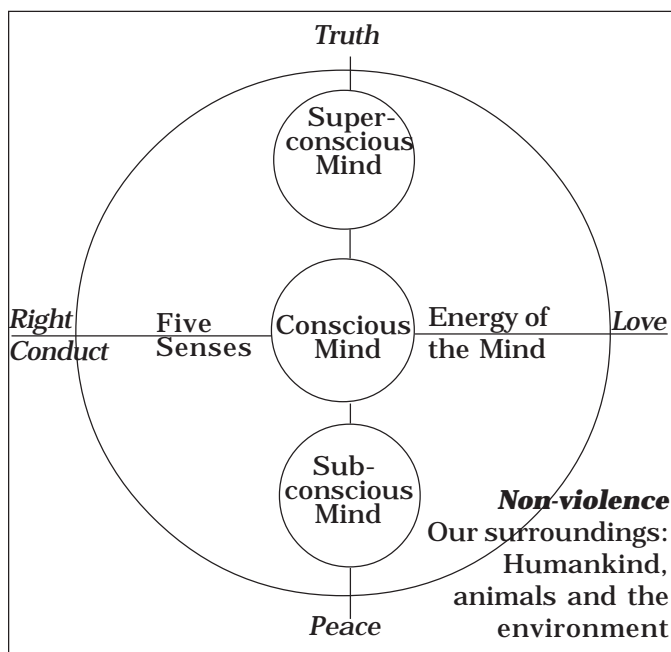 Truth
Super-
conscious
Mind
Right
Conduct
Five
Senses
Conscious
Mind
Energy of
the Mind
Love
Sub-
conscious
Mind
Non-violence
Our surroundings:
Humankind,
animals and the
environment
Peace